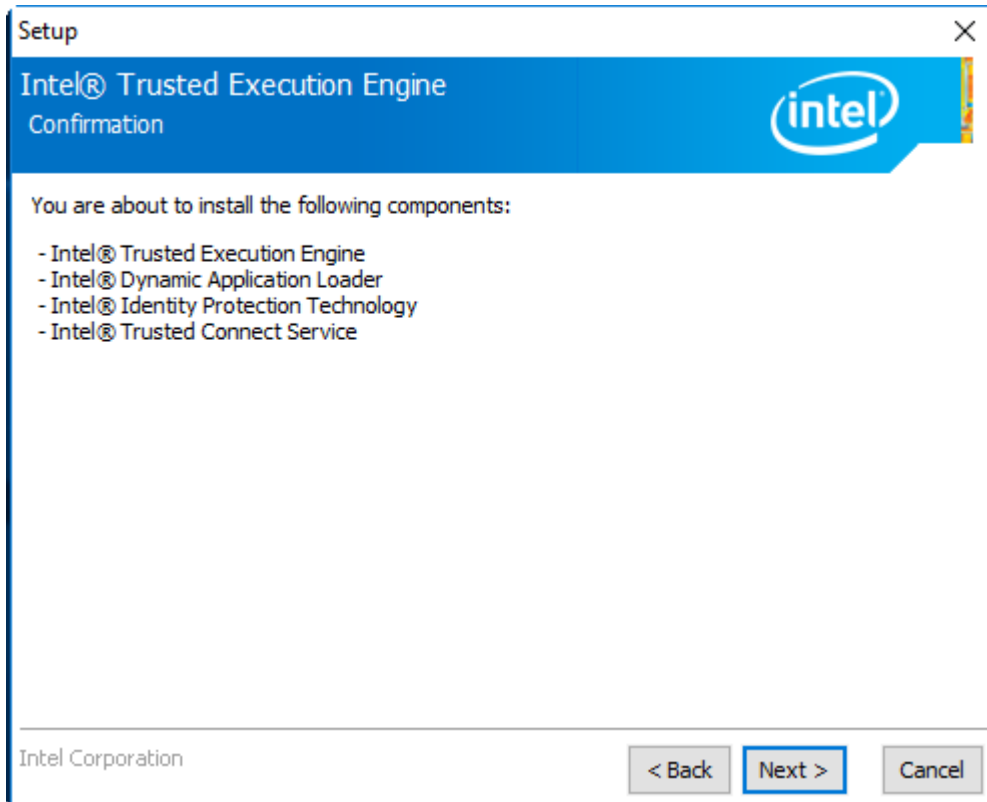 Setup
Intel® Trusted Execution Engine
Confirmation
intel
You are about to install the following components:
- Intel® Trusted Execution Engine
- Intel® Dynamic Application Loader
- Intel® Identity Protection Technology
- Intel® Trusted Connect Service
Intel Corporation
< Back Next > Cancel